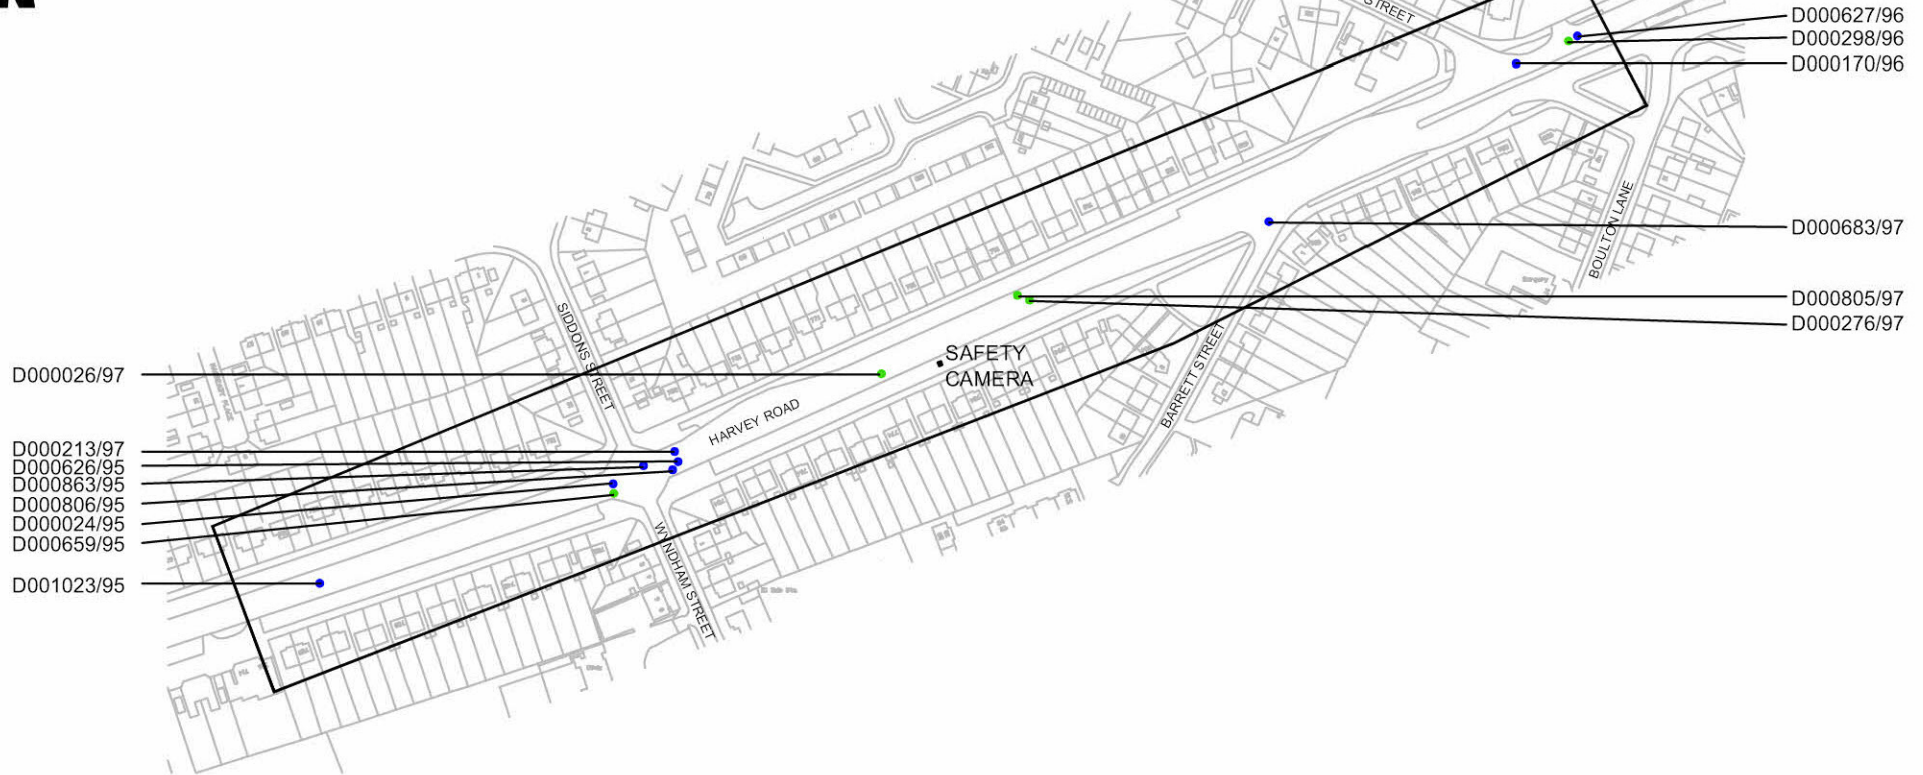 STREET
D000627/96
D000298/96
D000170/96
BOULTON LANE
D000683/97
D000805/97
D000276/97
SIDDONS STREET
BARRETT STREET
SAFETY
CAMERA
D000026/97
HARVEY ROAD
D000213/97
D000626/95
D000863/95
D000806/95
D000024/95
D000659/95
WYNDHAM STREET
D001023/95